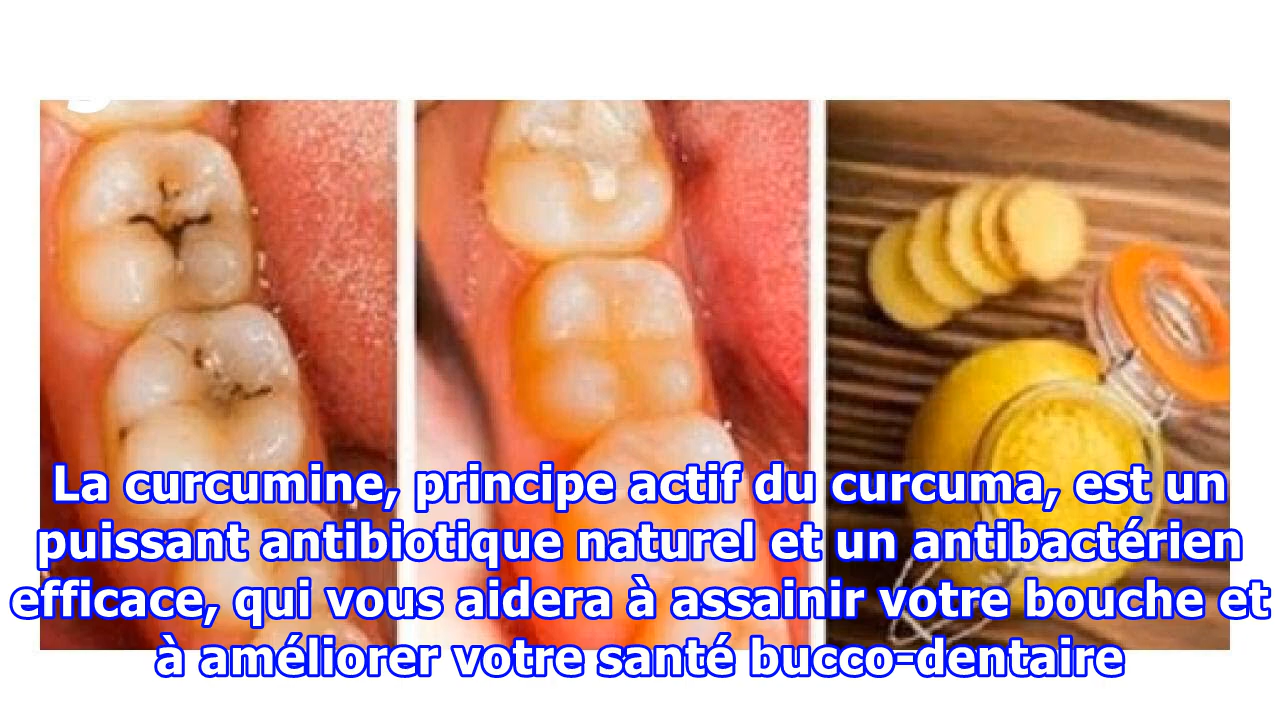 La curcumine, principe actif du curcuma, est un
puissant antibiotique naturel et un antibactérien
efficace, qui vous aidera à assainir votre bouche et
à améliorer votre santé bucco-dentaire